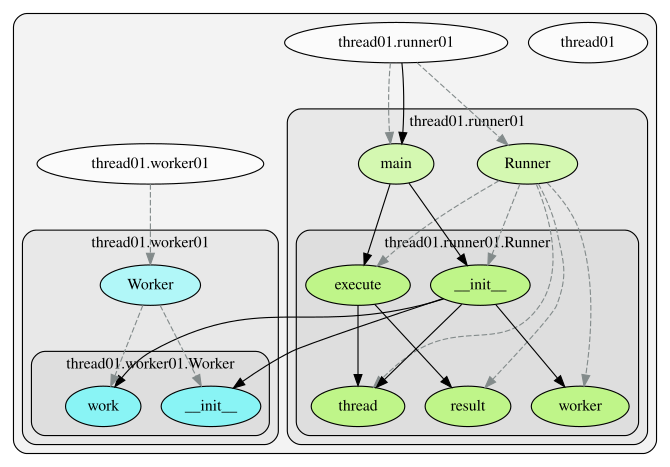 thread01.runner01
thread01
thread01.runner01
thread01.worker01
main
Runner
thread01.worker01
thread01.runner01.Runner
Worker
execute
__init__
thread01.worker01.Worker
work
__init__
thread
result
worker